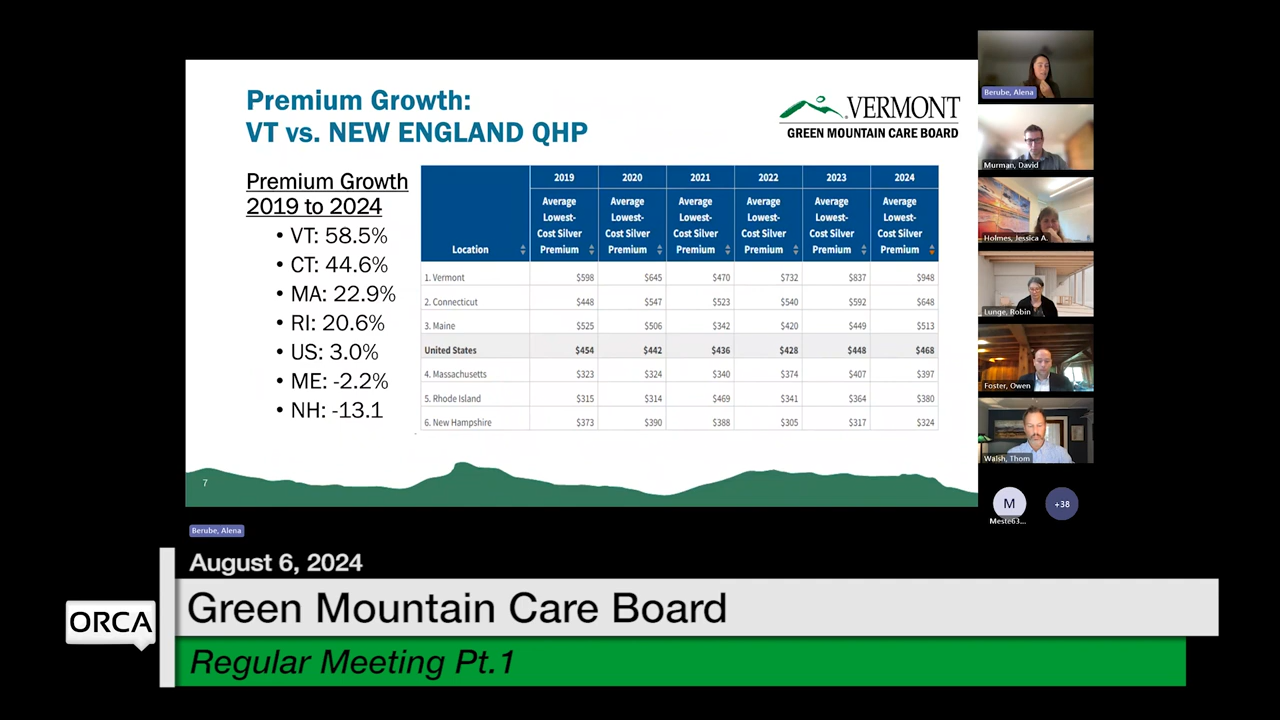 Premium Growth:
VT vs. NEW ENGLAND QHP
VERMONT
GREEN MOUNTAIN CARE BOARD
Premium Growth
2019 to 2024
• VT: 58.5%
• CT: 44.6%
• MA: 22.9%
• RI: 20.6%
• US: 3.0%
• ME: -2.2%
• NH: -13.1
2019 2020 2021 2022 2023 2024
Average Average Average Average Average Average
Lowest- Lowest- Lowest- Lowest- Lowest- Lowest-
Cost Silver Cost Silver Cost Silver Cost Silver Cost Silver Cost Silver
Location Premium Premium Premium Premium Premium Premium
1. Vermont $598 $645 $470 $732 $837 $948
2. Connecticut $448 $547 $523 $540 $592 $648
3. Maine $525 $506 $342 $420 $449 $513
United States $454 $442 $436 $428 $448 $468
4. Massachusetts $323 $324 $340 $374 $407 $397
5. Rhode Island $315 $314 $469 $341 $364 $380
6. New Hampshire $373 $390 $388 $305 $317 $324
7
Berube, Alena
Murman, David
Holmes, Jessica A.
Lunge, Robin
Foster, Owen
Walsh, Thom
M
Meste63...
+38
Berube, Alena
August 6, 2024
ORCA
Green Mountain Care Board
Regular Meeting Pt.1